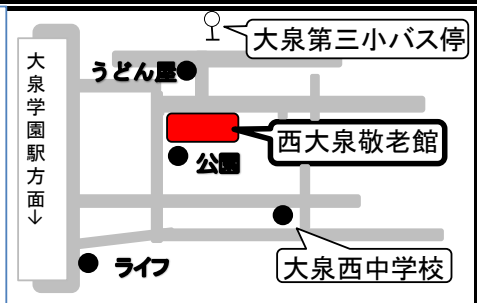 大泉第三小バス停
うどん屋
大泉学園駅方面↓
西大泉敬老館
公園
大泉西中学校
ライフ